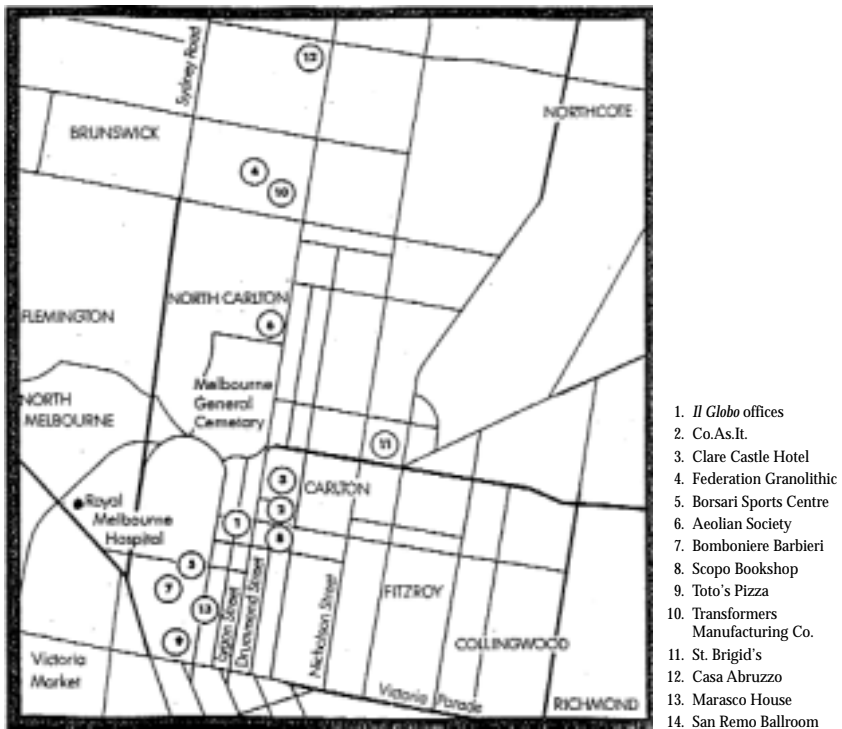 12
Sydney Road
NORTHCOTE
BRUNSWICK
4
10
NORTH CARLTON
FLEMINGTON
6
Melbourne
General
Cemetary
NORTH
MELBOURNE
11
3
CARLTON
Royal
Melbourne
Hospital
2
1
8
5
7
13
9
Lygon Street
Drummond Street
Nicholson Street
FITZROY
COLLINGWOOD
Victoria
Market
Victoria Parade
RICHMOND
1. Il Globo offices
2. Co.As.It.
3. Clare Castle Hotel
4. Federation Granolithic
5. Borsari Sports Centre
6. Aeolian Society
7. Bomboniere Barbieri
8. Scopo Bookshop
9. Toto's Pizza
10. Transformers
Manufacturing Co.
11. St. Brigid's
12. Casa Abruzzo
13. Marasco House
14. San Remo Ballroom